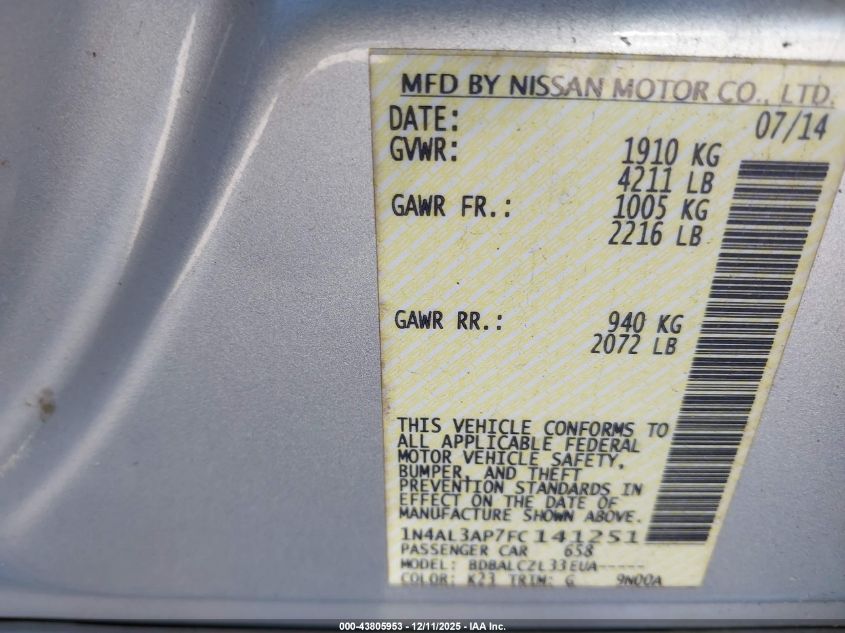 MFD BY NISSAN MOTOR CO., LTD.
DATE: 07/14
GVWR: 1910 KG
4211 LB
GAWR FR.: 1005 KG
2216 LB
GAWR RR.: 940 KG
2072 LB
THIS VEHICLE CONFORMS TO
ALL APPLICABLE FEDERAL
MOTOR VEHICLE SAFETY,
BUMPER, AND THEFT
PREVENTION STANDARDS IN
EFFECT ON THE DATE OF
MANUFACTURE SHOWN ABOVE.
1N4AL3AP7FC141251
PASSENGER CAR 658
MODEL: BDBALCZL33EUA-----
COLOR: K23 TRIM: G 9N00A
000-43805953 - 12/11/2025 - IAA Inc.